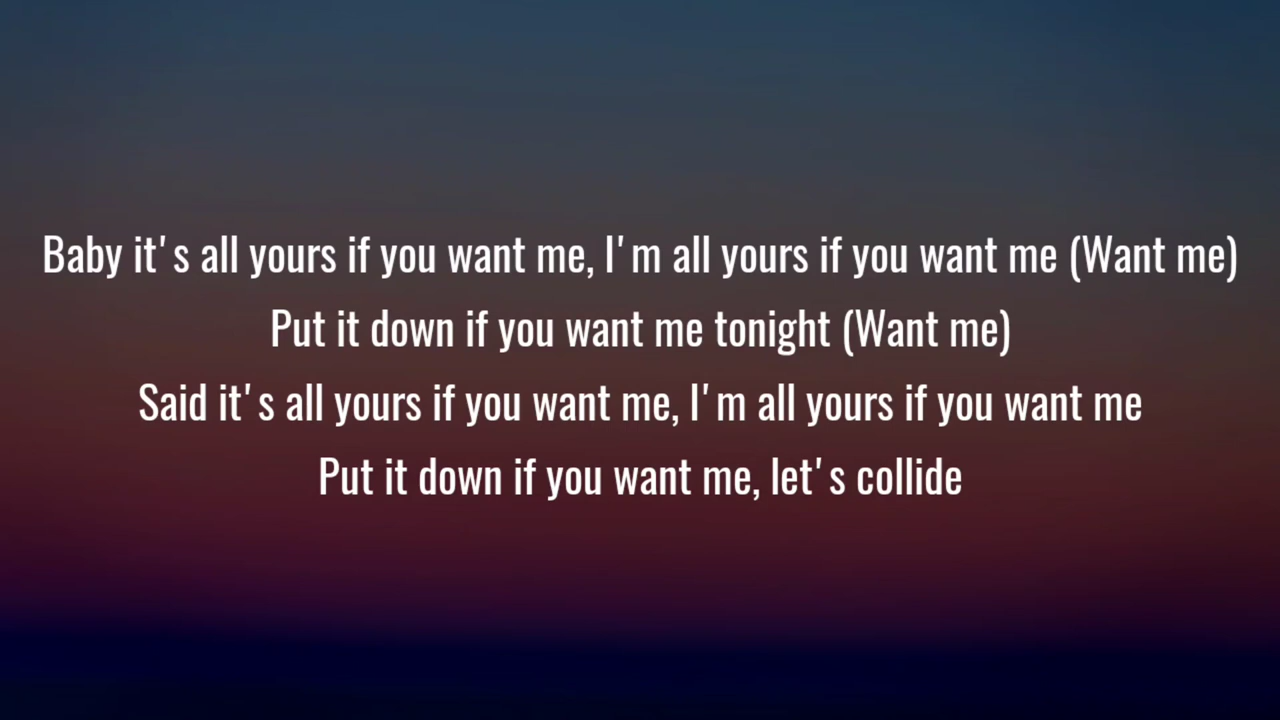 Baby it's all yours if you want me, I'm all yours if you want me (Want me)
Put it down if you want me tonight (Want me)
Said it's all yours if you want me, I'm all yours if you want me
Put it down if you want me, let's collide